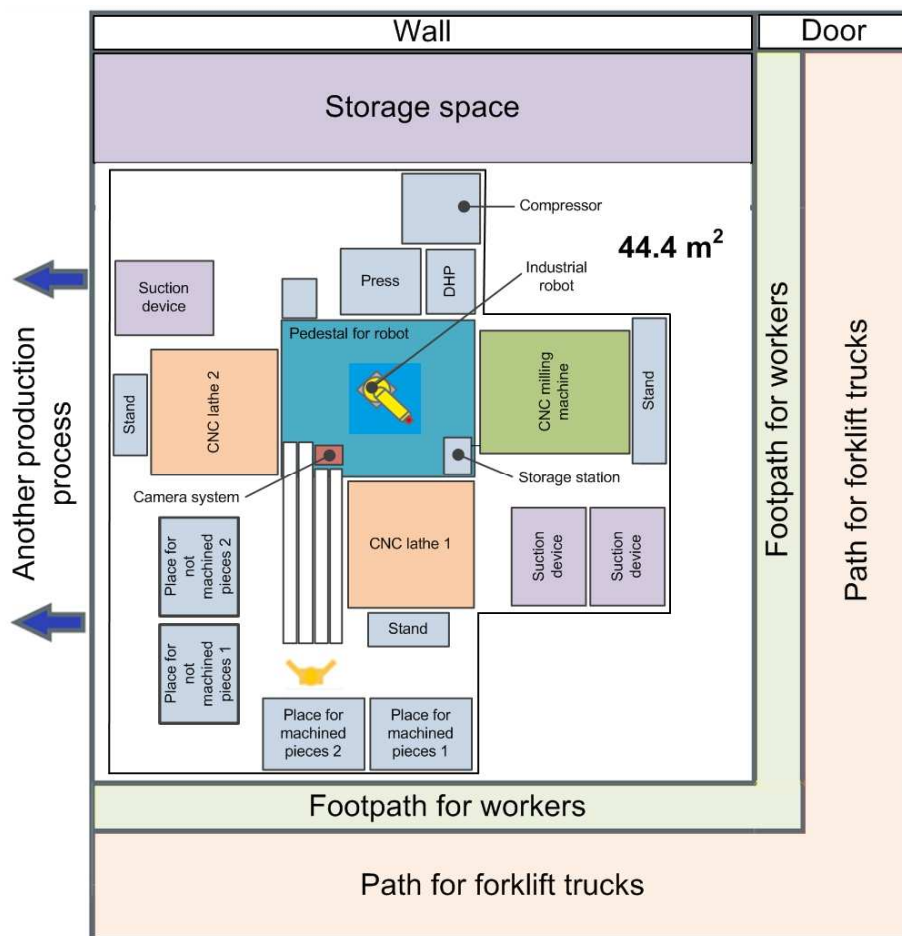 Wall
Door
Storage space
Compressor
44.4 m²
Industrial
robot
Suction
device
Press
DHP
Pedestal for robot
Another production
process
Stand
CNC lathe 2
CNC milling
machine
Stand
Footpath for workers
Path for forklift trucks
Camera system
Storage station
CNC lathe 1
Suction
device
Suction
device
Place for
not
machined
pieces 2
Place for
not
machined
pieces 1
Stand
Place for
machined
pieces 2
Place for
machined
pieces 1
Footpath for workers
Path for forklift trucks